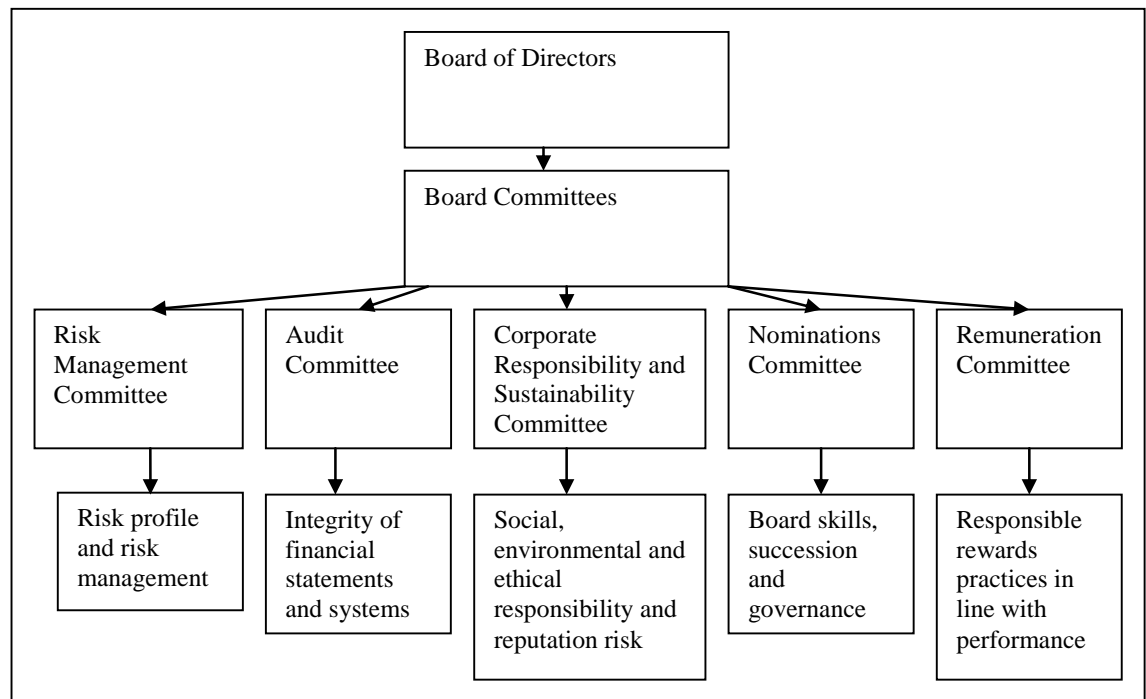 Board of Directors
Board Committees
Risk
Management
Committee
Audit
Committee
Corporate
Responsibility and
Sustainability
Committee
Nominations
Committee
Remuneration
Committee
Risk profile
and risk
management
Integrity of
financial
statements
and systems
Social,
environmental and
ethical
responsibility and
reputation risk
Board skills,
succession
and
governance
Responsible
rewards
practices in
line with
performance